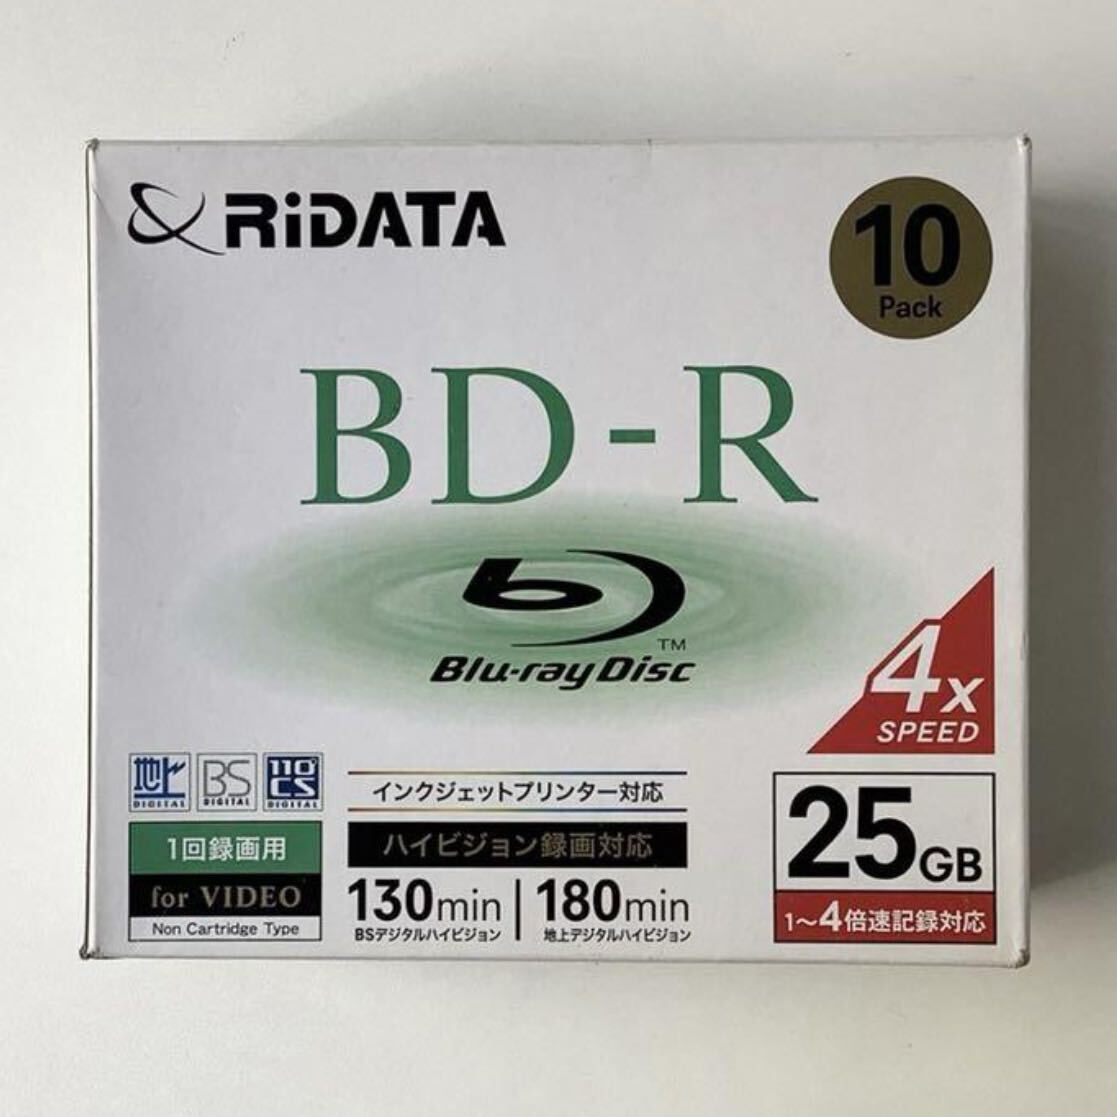 RiDATA
10
Pack
BD-R
Blu-ray Disc
TM
4x
SPEED
地上
DIGITAL
BS
DIGITAL
110°
CS
DIGITAL
インクジェットプリンター対応
1回録画用
for VIDEO
Non Cartridge Type
ハイビジョン録画対応
130min
BSデジタルハイビジョン
180min
地上デジタルハイビジョン
25GB
1〜4倍速記録対応